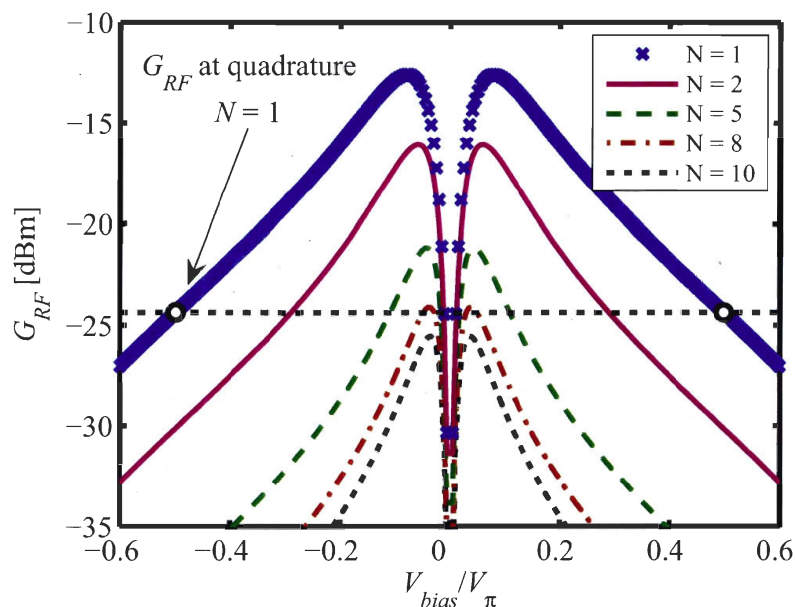 −10
−15
−20
−25
−30
−35
G_RF [dBm]
G_RF at quadrature
N = 1
N = 1
N = 2
N = 5
N = 8
N = 10
−0.6
−0.4
−0.2
0
0.2
0.4
0.6
V_bias/V_π